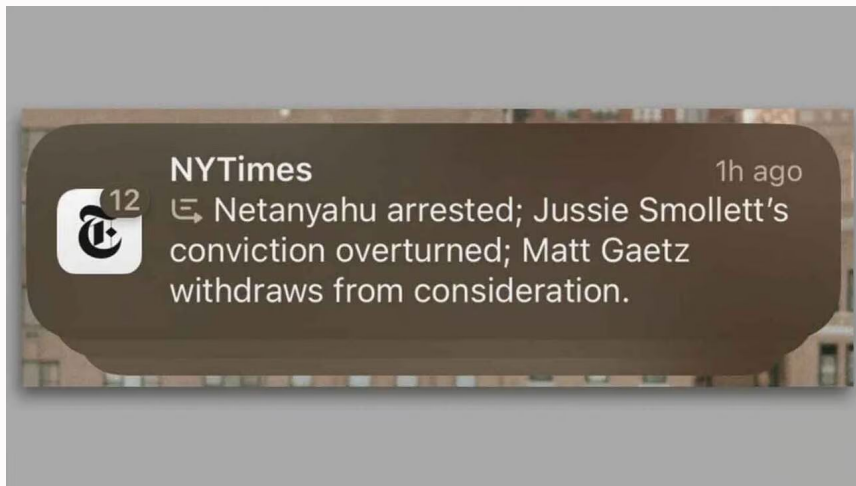 NYTimes
1h ago
12
Netanyahu arrested; Jussie Smollett's
conviction overturned; Matt Gaetz
withdraws from consideration.